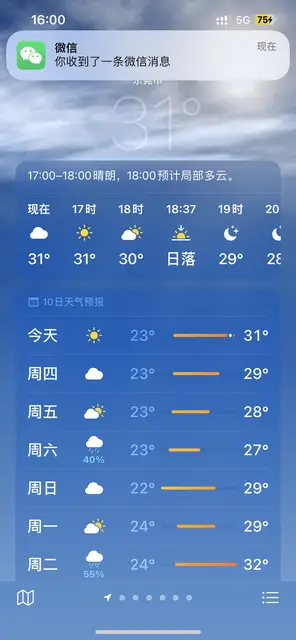 16:00
5G
75
微信
现在
你收到了一条微信消息
东莞市
31°
17:00–18:00晴朗，18:00预计局部多云。
现在 17时 18时 18:37 19时 20
31° 31° 30° 日落 29° 28
10日天气预报
今天 23° 31°
周四 23° 29°
周五 23° 28°
周六 40% 23° 27°
周日 22° 29°
周一 24° 29°
周二 55% 24° 32°